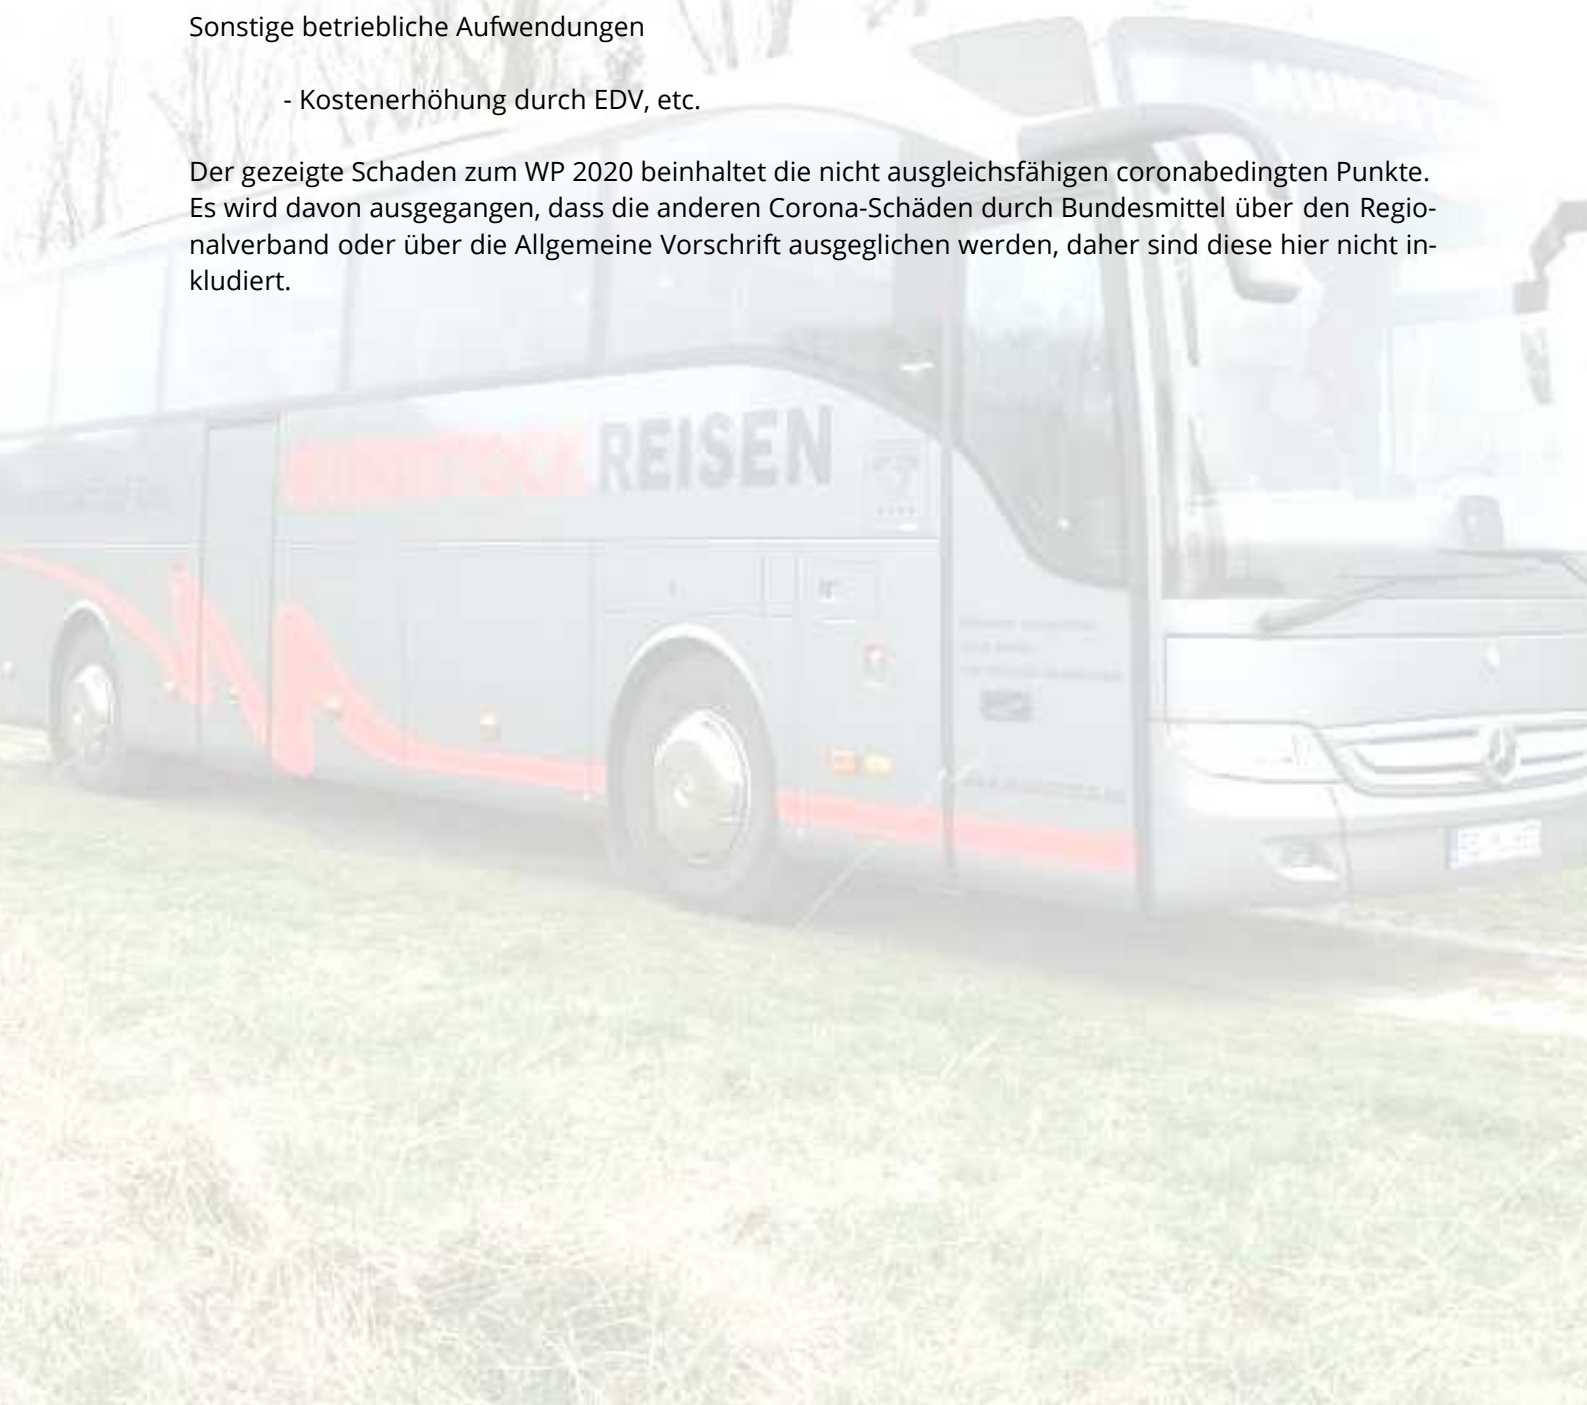 Sonstige betriebliche Aufwendungen
- Kostenerhöhung durch EDV, etc.
Der gezeigte Schaden zum WP 2020 beinhaltet die nicht ausgleichsfähigen coronabedingten Punkte.
Es wird davon ausgegangen, dass die anderen Corona-Schäden durch Bundesmittel über den Regio-
nalverband oder über die Allgemeine Vorschrift ausgeglichen werden, daher sind diese hier nicht in-
kludiert.
REISEN